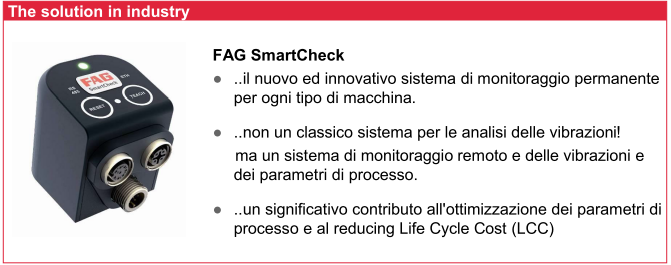 The solution in industry
FAG SmartCheck
● ..il nuovo ed innovativo sistema di monitoraggio permanente
per ogni tipo di macchina.
● ..non un classico sistema per le analisi delle vibrazioni!
ma un sistema di monitoraggio remoto e delle vibrazioni e
dei parametri di processo.
● ..un significativo contributo all'ottimizzazione dei parametri di
processo e al reducing Life Cycle Cost (LCC)
FAG
SmartCheck
RS
485
ETH
RESET
TEACH